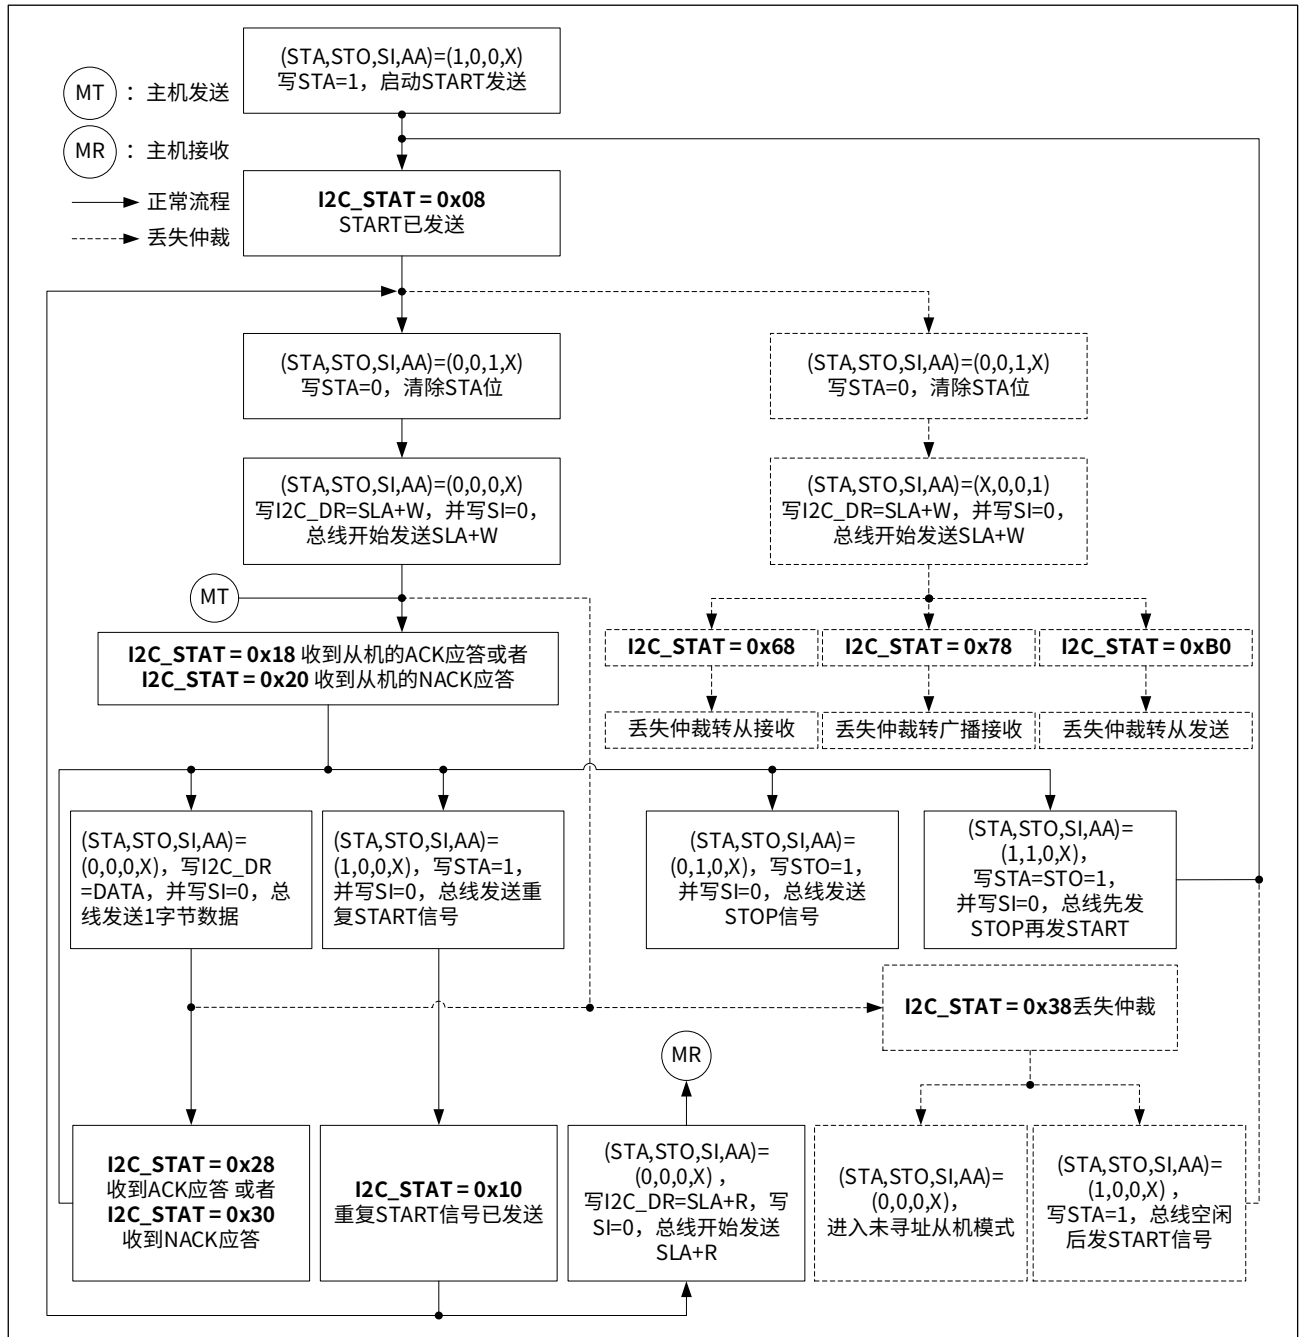 (STA,STO,SI,AA)=(1,0,0,X)
写STA=1，启动START发送
MT ：主机发送
MR ：主机接收
正常流程
丢失仲裁
I2C_STAT = 0x08
START已发送
(STA,STO,SI,AA)=(0,0,1,X)
写STA=0，清除STA位
(STA,STO,SI,AA)=(0,0,1,X)
写STA=0，清除STA位
(STA,STO,SI,AA)=(0,0,0,X)
写I2C_DR=SLA+W，并写SI=0，
总线开始发送SLA+W
(STA,STO,SI,AA)=(X,0,0,1)
写I2C_DR=SLA+W，并写SI=0，
总线开始发送SLA+W
MT
I2C_STAT = 0x18 收到从机的ACK应答或者
I2C_STAT = 0x20 收到从机的NACK应答
I2C_STAT = 0x68
I2C_STAT = 0x78
I2C_STAT = 0xB0
丢失仲裁转从接收
丢失仲裁转广播接收
丢失仲裁转从发送
(STA,STO,SI,AA)=
(0,0,0,X)，写I2C_DR
=DATA，并写SI=0，总
线发送1字节数据
(STA,STO,SI,AA)=
(1,0,0,X)，写STA=1，
并写SI=0，总线发送重
复START信号
(STA,STO,SI,AA)=
(0,1,0,X)，写STO=1，
并写SI=0，总线发送
STOP信号
(STA,STO,SI,AA)=
(1,1,0,X)，
写STA=STO=1，
并写SI=0，总线先发
STOP再发START
I2C_STAT = 0x38丢失仲裁
MR
I2C_STAT = 0x28
收到ACK应答 或者
I2C_STAT = 0x30
收到NACK应答
I2C_STAT = 0x10
重复START信号已发送
(STA,STO,SI,AA)=
(0,0,0,X)，
写I2C_DR=SLA+R，写
SI=0，总线开始发送
SLA+R
(STA,STO,SI,AA)=
(0,0,0,X)，
进入未寻址从机模式
(STA,STO,SI,AA)=
(1,0,0,X)，
写STA=1，总线空闲
后发START信号